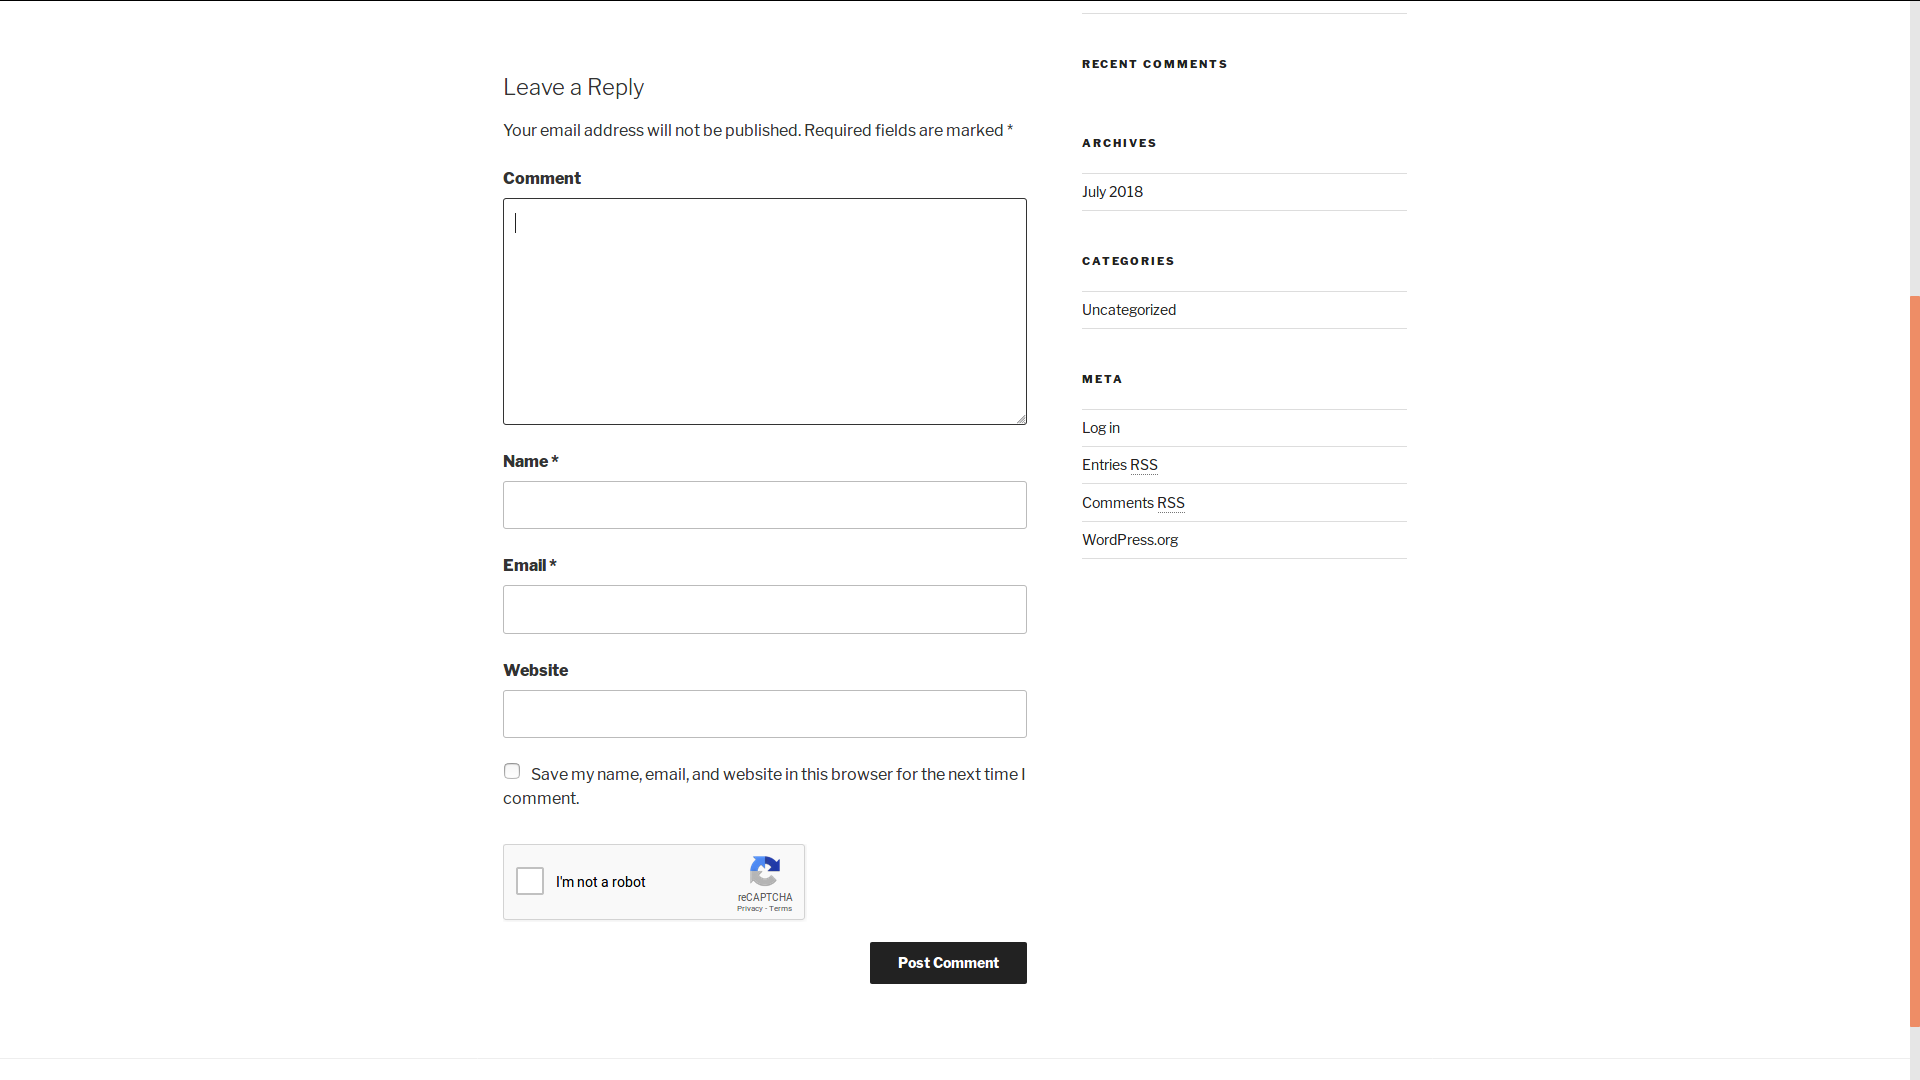 Leave a Reply
Your email address will not be published. Required fields are marked *
Comment
Name *
Email *
Website
Save my name, email, and website in this browser for the next time I
comment.
I'm not a robot
reCAPTCHA
Privacy - Terms
Post Comment
RECENT COMMENTS
ARCHIVES
July 2018
CATEGORIES
Uncategorized
META
Log in
Entries RSS
Comments RSS
WordPress.org